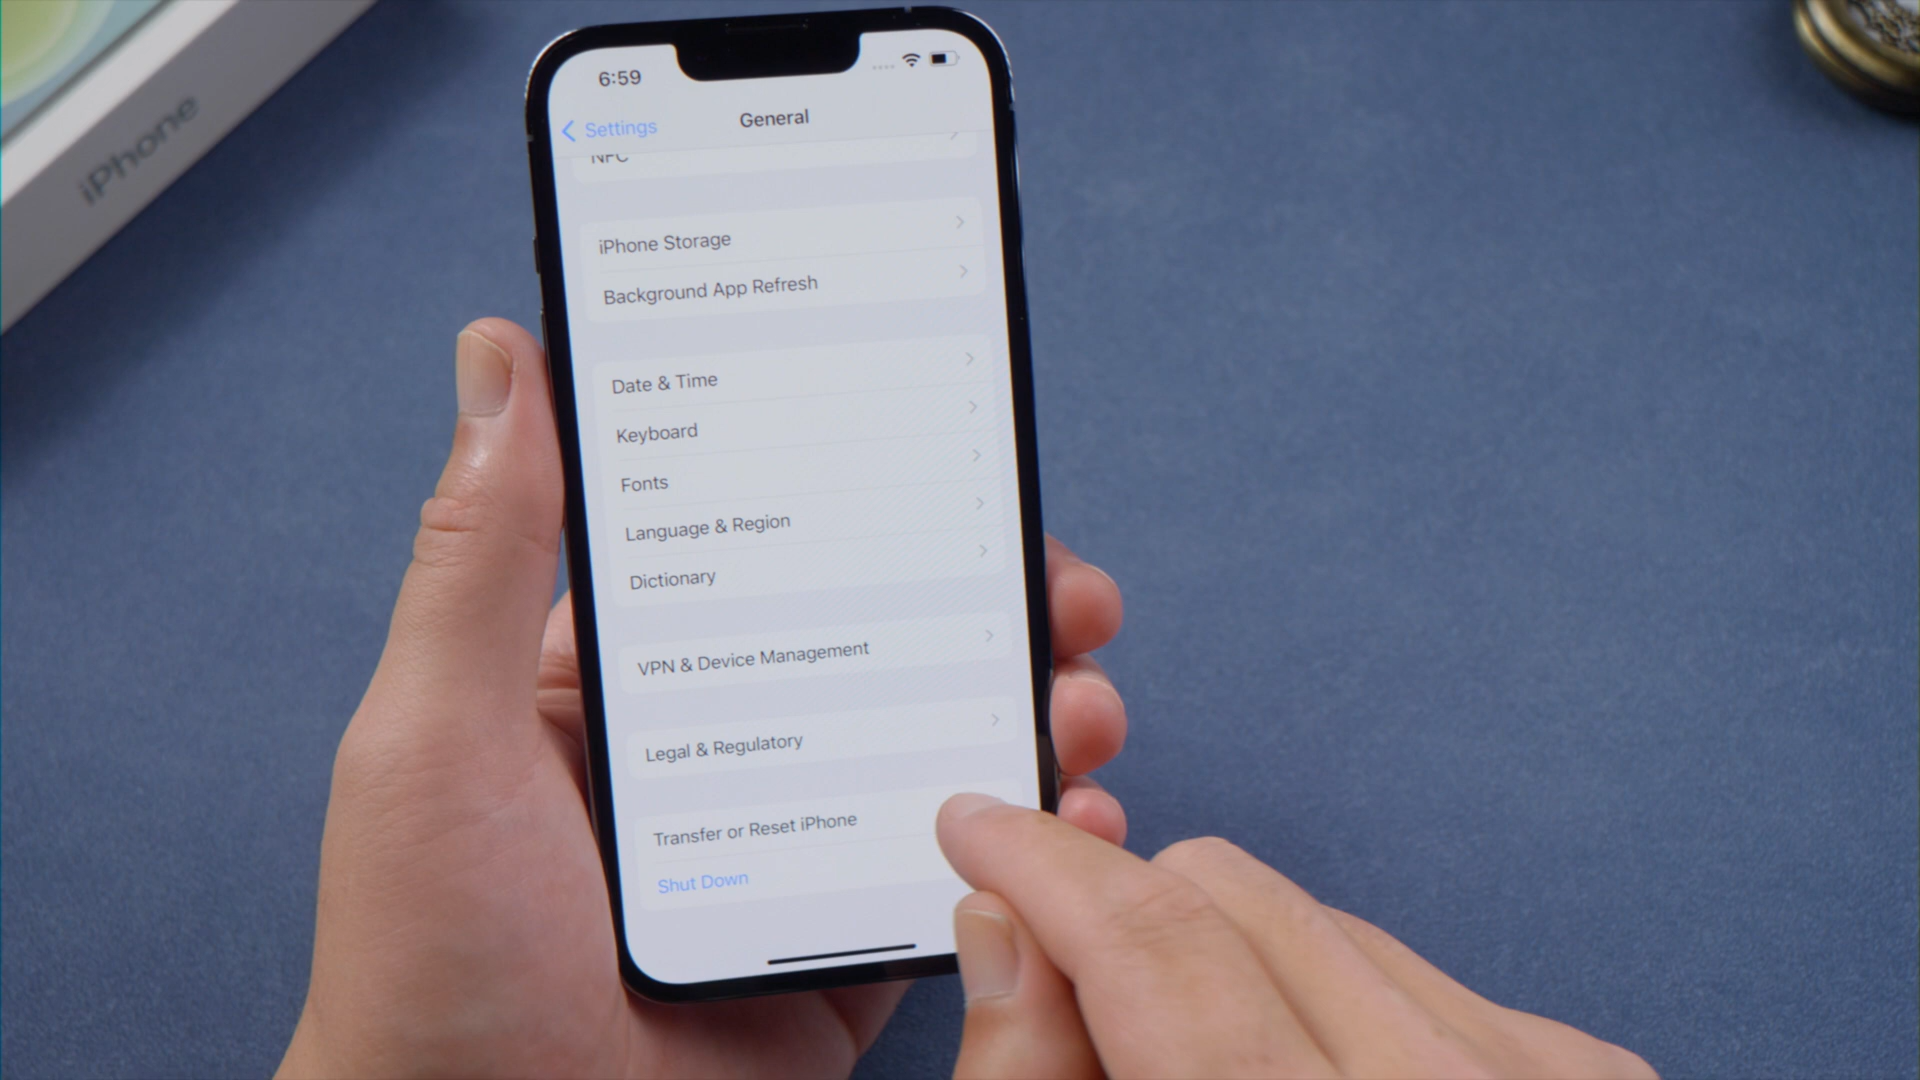 iPhone
6:59
Settings
General
NFC
iPhone Storage
Background App Refresh
Date & Time
Keyboard
Fonts
Language & Region
Dictionary
VPN & Device Management
Legal & Regulatory
Transfer or Reset iPhone
Shut Down